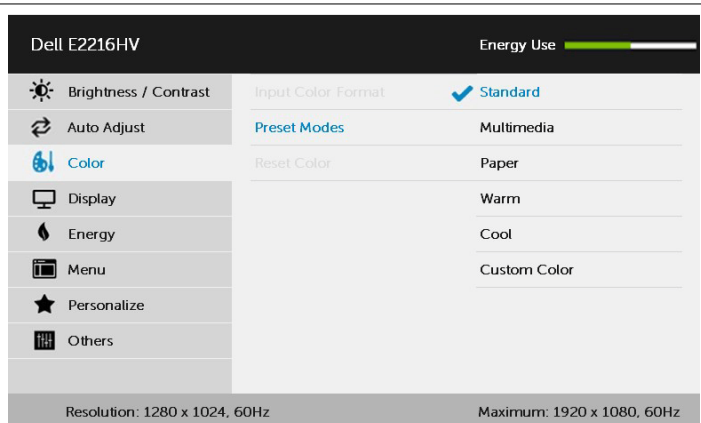 Dell E2216HV
Energy Use
Brightness / Contrast
Input Color Format
Standard
Auto Adjust
Preset Modes
Multimedia
Color
Reset Color
Paper
Display
Warm
Energy
Cool
Menu
Custom Color
Personalize
Others
Resolution: 1280 x 1024, 60Hz
Maximum: 1920 x 1080, 60Hz